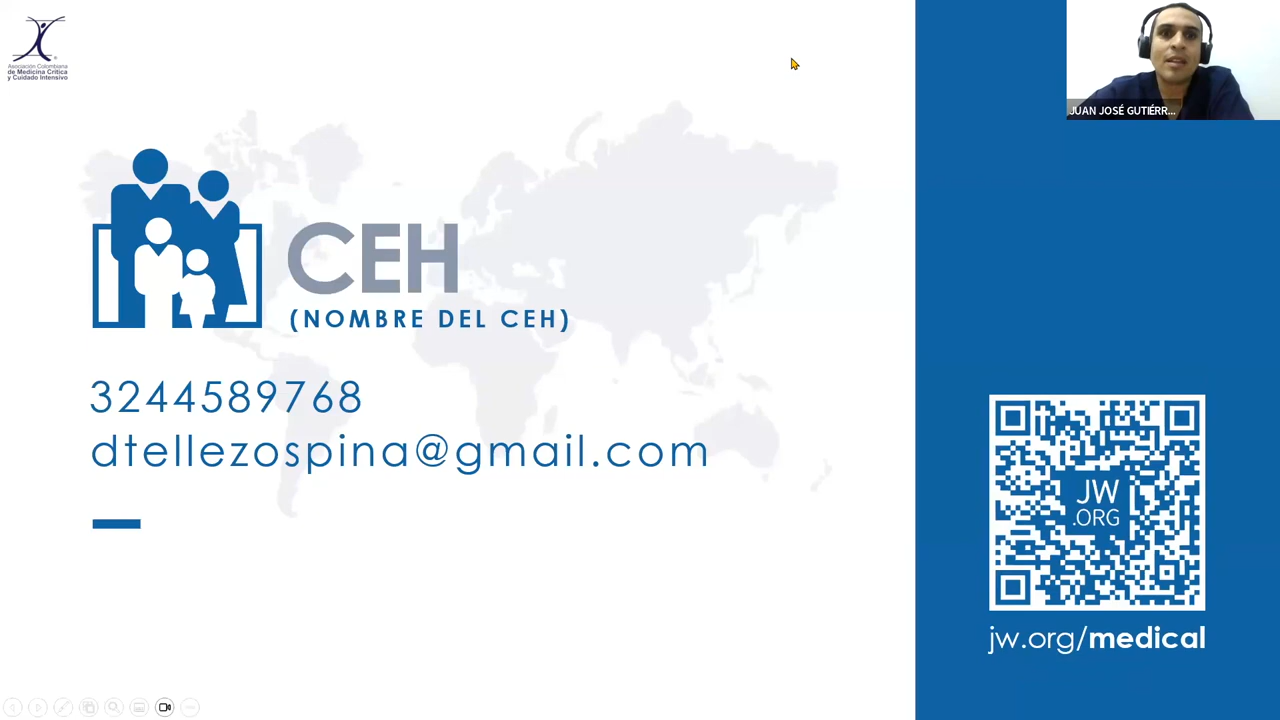 Asociación Colombiana
de Medicina Crítica
y Cuidado Intensivo
JUAN JOSÉ GUTIÉRR...
CEH
(NOMBRE DEL CEH)
3244589768
dtellezospina@gmail.com
JW
.ORG
jw.org/medical